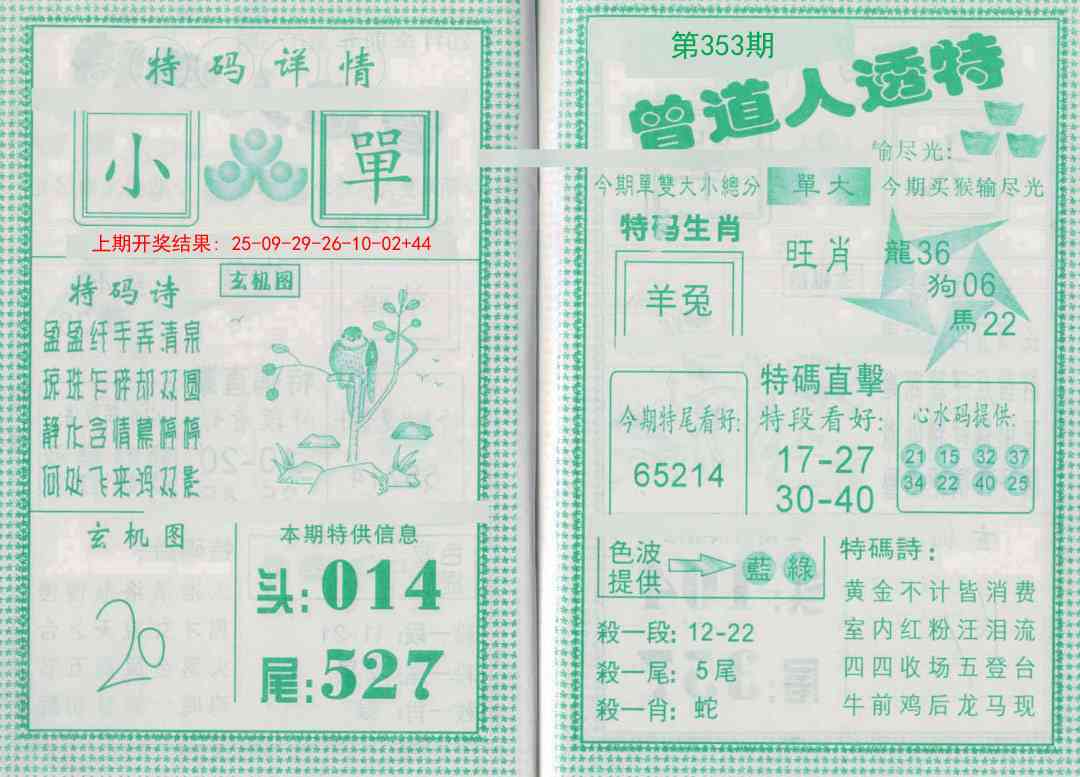 特码详情
小 單
上期开奖结果: 25-09-29-26-10-02+44
特码诗
盈盈纤手弄清泉
琼珠乍碎却双圆
静伫含情慕婷婷
何处飞来鸿双影
玄机图
玄机图
20
本期特供信息
头:014
尾:527
第353期
曾道人透特
输尽光:
今期單雙大小總分 單大 今期买猴输尽光
特码生肖
羊兔
旺肖
龍36
狗06
馬22
今期特尾看好:
65214
特碼直擊
特段看好:
17-27
30-40
心水码提供:
21 15 32 37
34 22 40 25
色波
提供
藍 綠
殺一段: 12-22
殺一尾: 5尾
殺一肖: 蛇
特碼詩:
黄金不计皆消费
室内红粉汪泪流
四四收场五登台
牛前鸡后龙马现